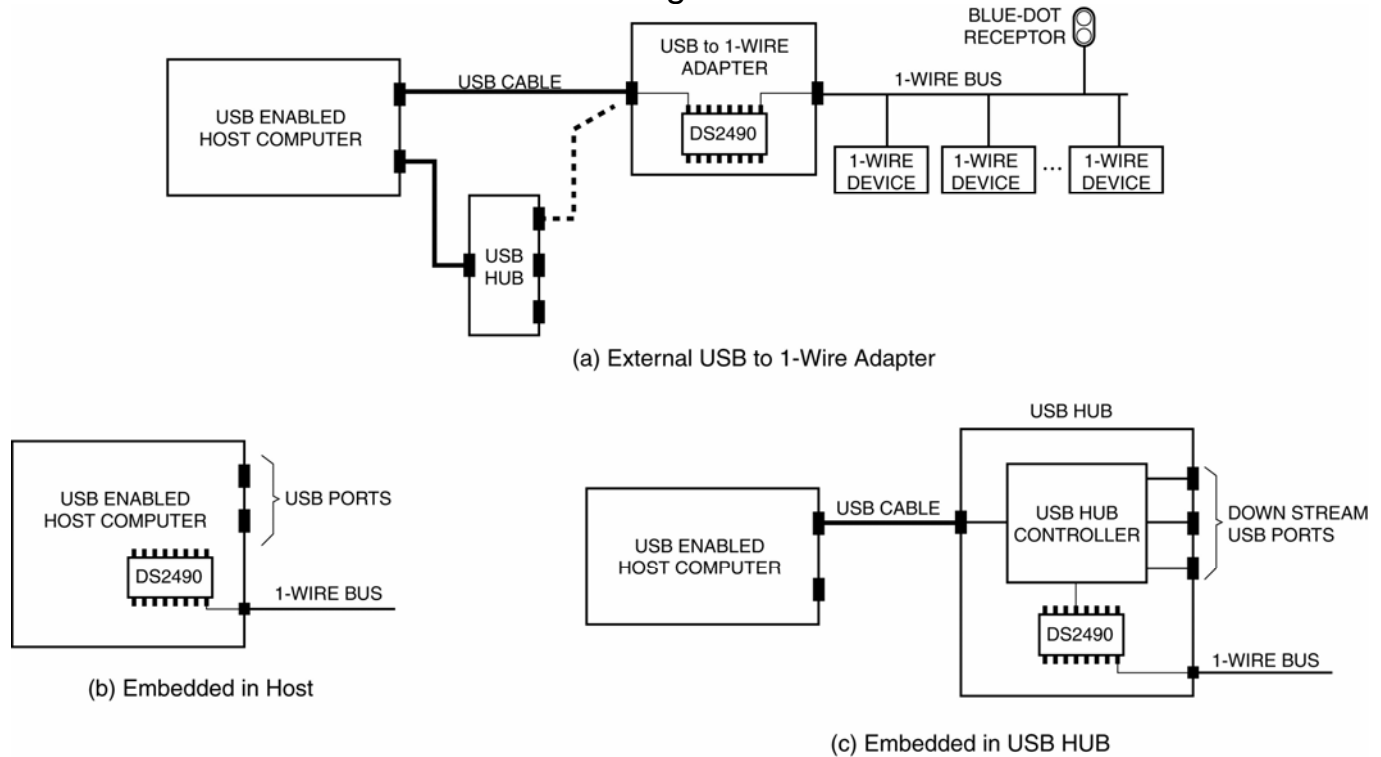 BLUE-DOT
RECEPTOR
USB to 1-WIRE
ADAPTER
USB CABLE
1-WIRE BUS
USB ENABLED
HOST COMPUTER
DS2490
1-WIRE
DEVICE
1-WIRE
DEVICE
...
1-WIRE
DEVICE
USB
HUB
(a) External USB to 1-Wire Adapter
USB ENABLED
HOST COMPUTER
USB PORTS
DS2490
1-WIRE BUS
(b) Embedded in Host
USB HUB
USB ENABLED
HOST COMPUTER
USB CABLE
USB HUB
CONTROLLER
DOWN STREAM
USB PORTS
DS2490
1-WIRE BUS
(c) Embedded in USB HUB